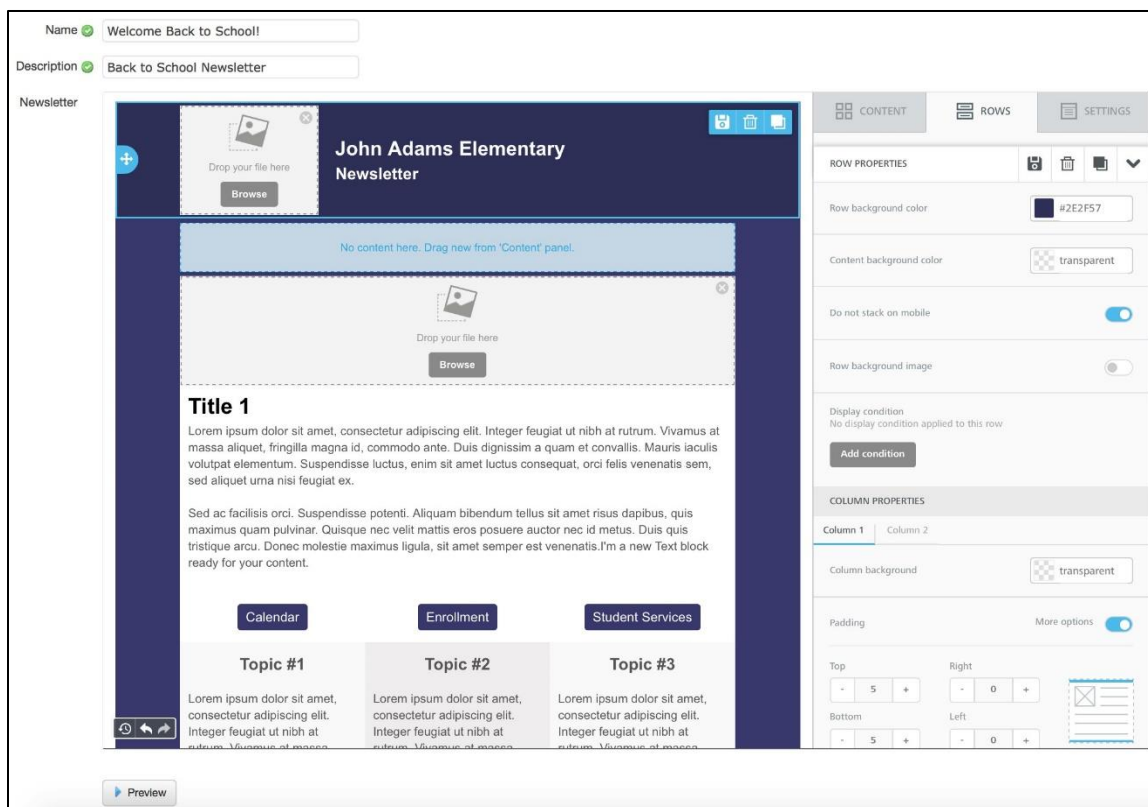 Name
Welcome Back to School!
Description
Back to School Newsletter
Newsletter
Drop your file here
Browse
John Adams Elementary
Newsletter
No content here. Drag new from 'Content' panel.
Drop your file here
Browse
Title 1
Lorem ipsum dolor sit amet, consectetur adipiscing elit. Integer feugiat ut nibh at rutrum. Vivamus at
massa aliquet, fringilla magna id, commodo ante. Duis dignissim a quam et convallis. Mauris iaculis
volutpat elementum. Suspendisse luctus, enim sit amet luctus consequat, orci felis venenatis sem,
sed aliquet urna nisi feugiat ex.
Sed ac facilisis orci. Suspendisse potenti. Aliquam bibendum tellus sit amet risus dapibus, quis
maximus quam pulvinar. Quisque nec velit mattis eros posuere auctor nec id metus. Duis quis
tristique arcu. Donec molestie maximus ligula, sit amet semper est venenatis.I'm a new Text block
ready for your content.
Calendar
Enrollment
Student Services
Topic #1
Lorem ipsum dolor sit amet,
consectetur adipiscing elit.
Integer feugiat ut nibh at
rutrum. Vivamus at massa
Topic #2
Lorem ipsum dolor sit amet,
consectetur adipiscing elit.
Integer feugiat ut nibh at
rutrum. Vivamus at massa
Topic #3
Lorem ipsum dolor sit amet,
consectetur adipiscing elit.
Integer feugiat ut nibh at
rutrum. Vivamus at massa
CONTENT
ROWS
SETTINGS
ROW PROPERTIES
Row background color
#2E2F57
Content background color
transparent
Do not stack on mobile
Row background image
Display condition
No display condition applied to this row
Add condition
COLUMN PROPERTIES
Column 1
Column 2
Column background
transparent
Padding
More options
Top
Right
- 5 +
- 0 +
Bottom
Left
- 5 +
- 0 +
Preview